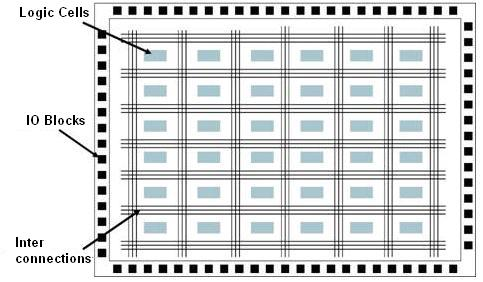 Logic Cells
IO Blocks
Inter
connections